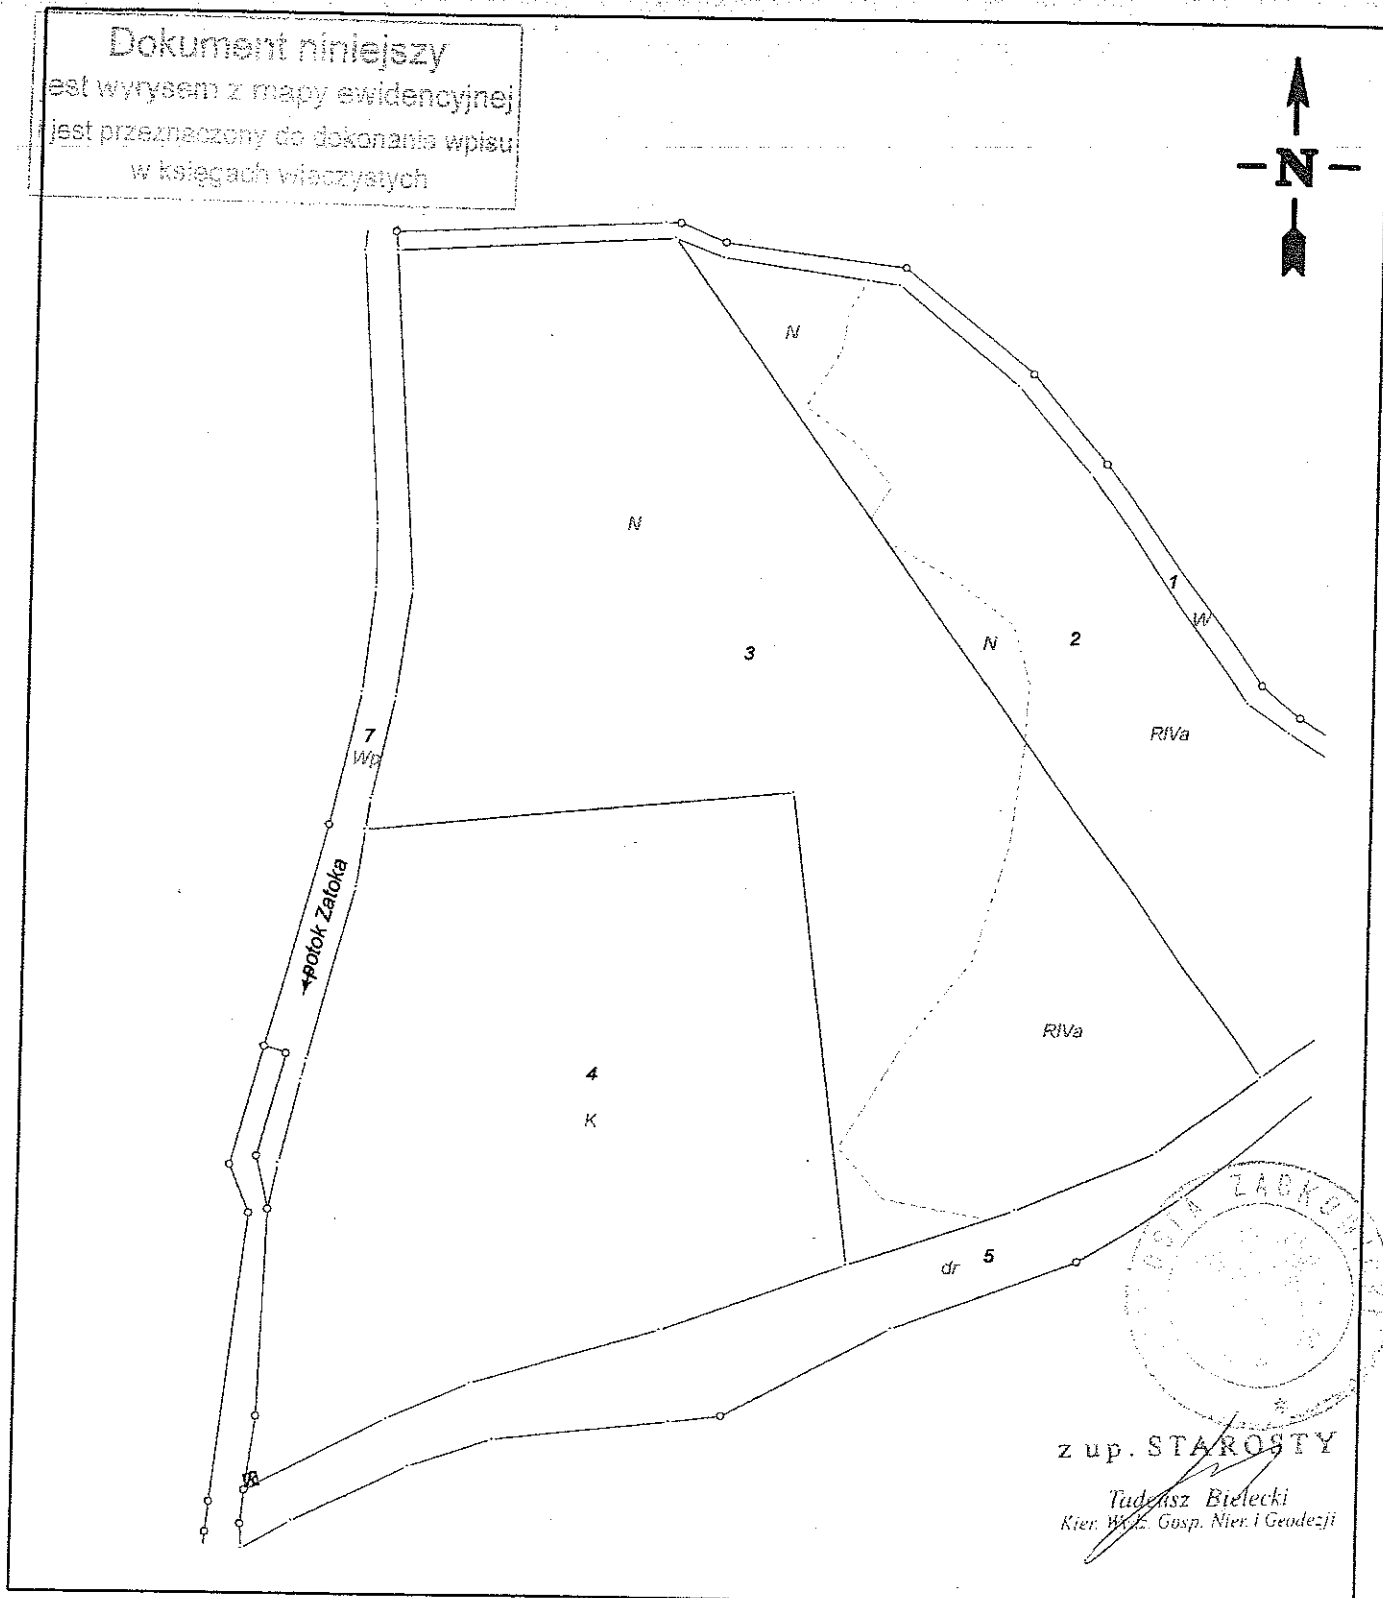 Dokument niniejszy
jest wyrysem z mapy ewidencyjnej
i jest przeznaczony do dokonania wpisu
w księgach wieczystych
N
N
N
1
W
N
2
3
RIVa
7
Wp
potok Zatoka
RIVa
4
K
dr 5
z up. STAROSTY
Tadeusz Bielecki
Kier. Wydz. Gosp. Nier. i Geodezji